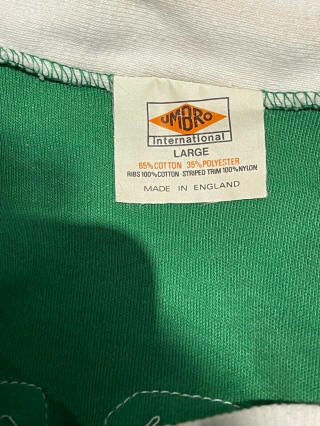 UMBRO
International
LARGE
65% COTTON 35% POLYESTER
RIBS 100% COTTON - STRIPED TRIM 100% NYLON
MADE IN ENGLAND